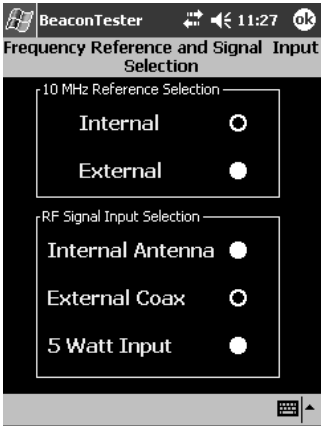 BeaconTester 11:27 ok
Frequency Reference and Signal Input
Selection
10 MHz Reference Selection
Internal
External
RF Signal Input Selection
Internal Antenna
External Coax
5 Watt Input